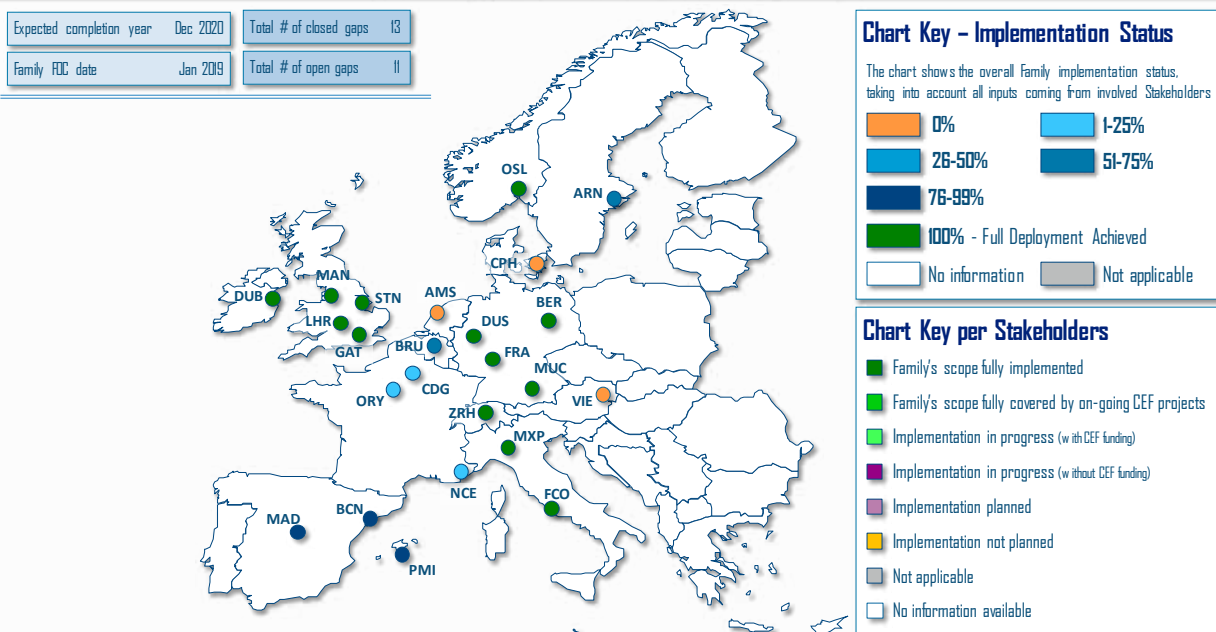 Expected completion year Dec 2020
Total # of closed gaps 13
Family FOC date Jan 2019
Total # of open gaps 11
OSL
ARN
CPH
MAN
DUB
STN
AMS
BER
LHR
DUS
GAT
BRU
FRA
MUC
CDG
ORY
VIE
ZRH
MXP
NCE
FCO
BCN
MAD
PMI
Chart Key – Implementation Status
The chart shows the overall Family implementation status,
taking into account all inputs coming from involved Stakeholders
0% 1-25%
26-50% 51-75%
76-99%
100% - Full Deployment Achieved
No information Not applicable
Chart Key per Stakeholders
Family's scope fully implemented
Family's scope fully covered by on-going CEF projects
Implementation in progress (with CEF funding)
Implementation in progress (without CEF funding)
Implementation planned
Implementation not planned
Not applicable
No information available